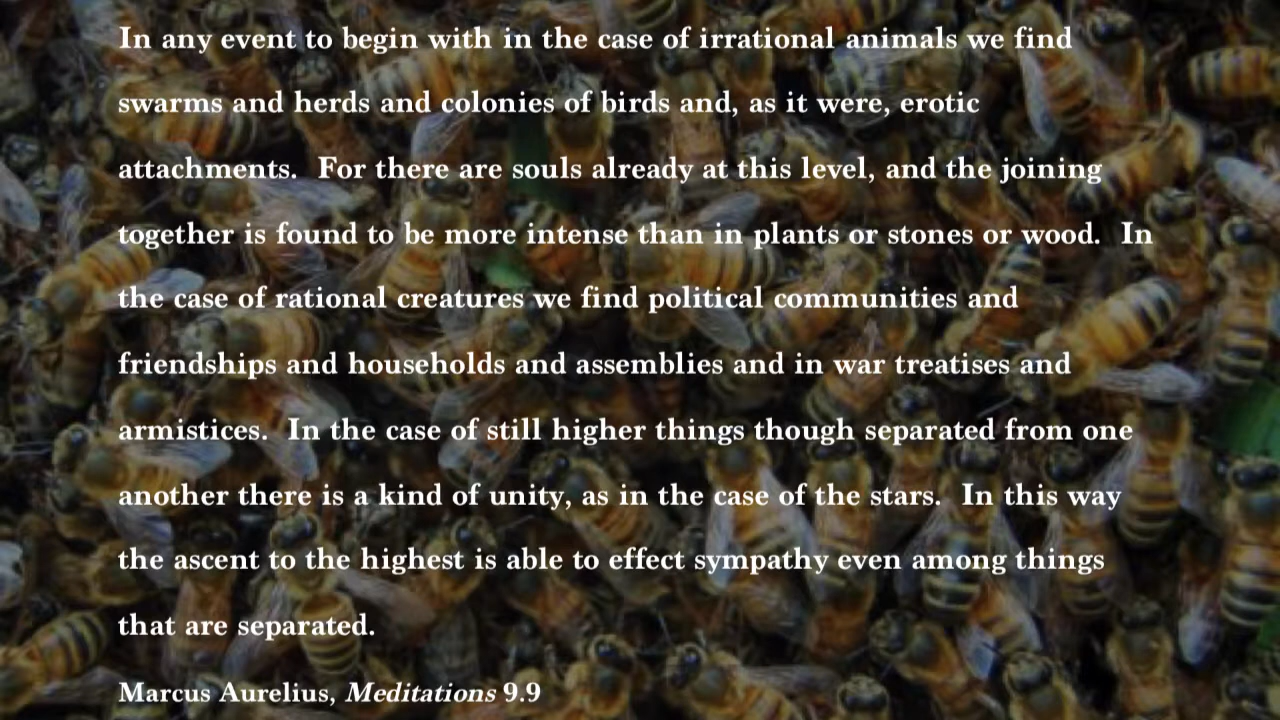 In any event to begin with in the case of irrational animals we find
swarms and herds and colonies of birds and, as it were, erotic
attachments.  For there are souls already at this level, and the joining
together is found to be more intense than in plants or stones or wood.  In
the case of rational creatures we find political communities and
friendships and households and assemblies and in war treatises and
armistices.  In the case of still higher things though separated from one
another there is a kind of unity, as in the case of the stars.  In this way
the ascent to the highest is able to effect sympathy even among things
that are separated.
Marcus Aurelius, Meditations 9.9